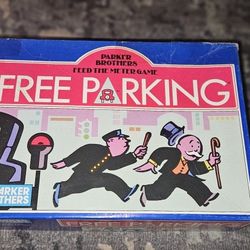 PARKER
BROTHERS
FEED THE METER GAME
FREE PARKING
PARKER
BROTHERS